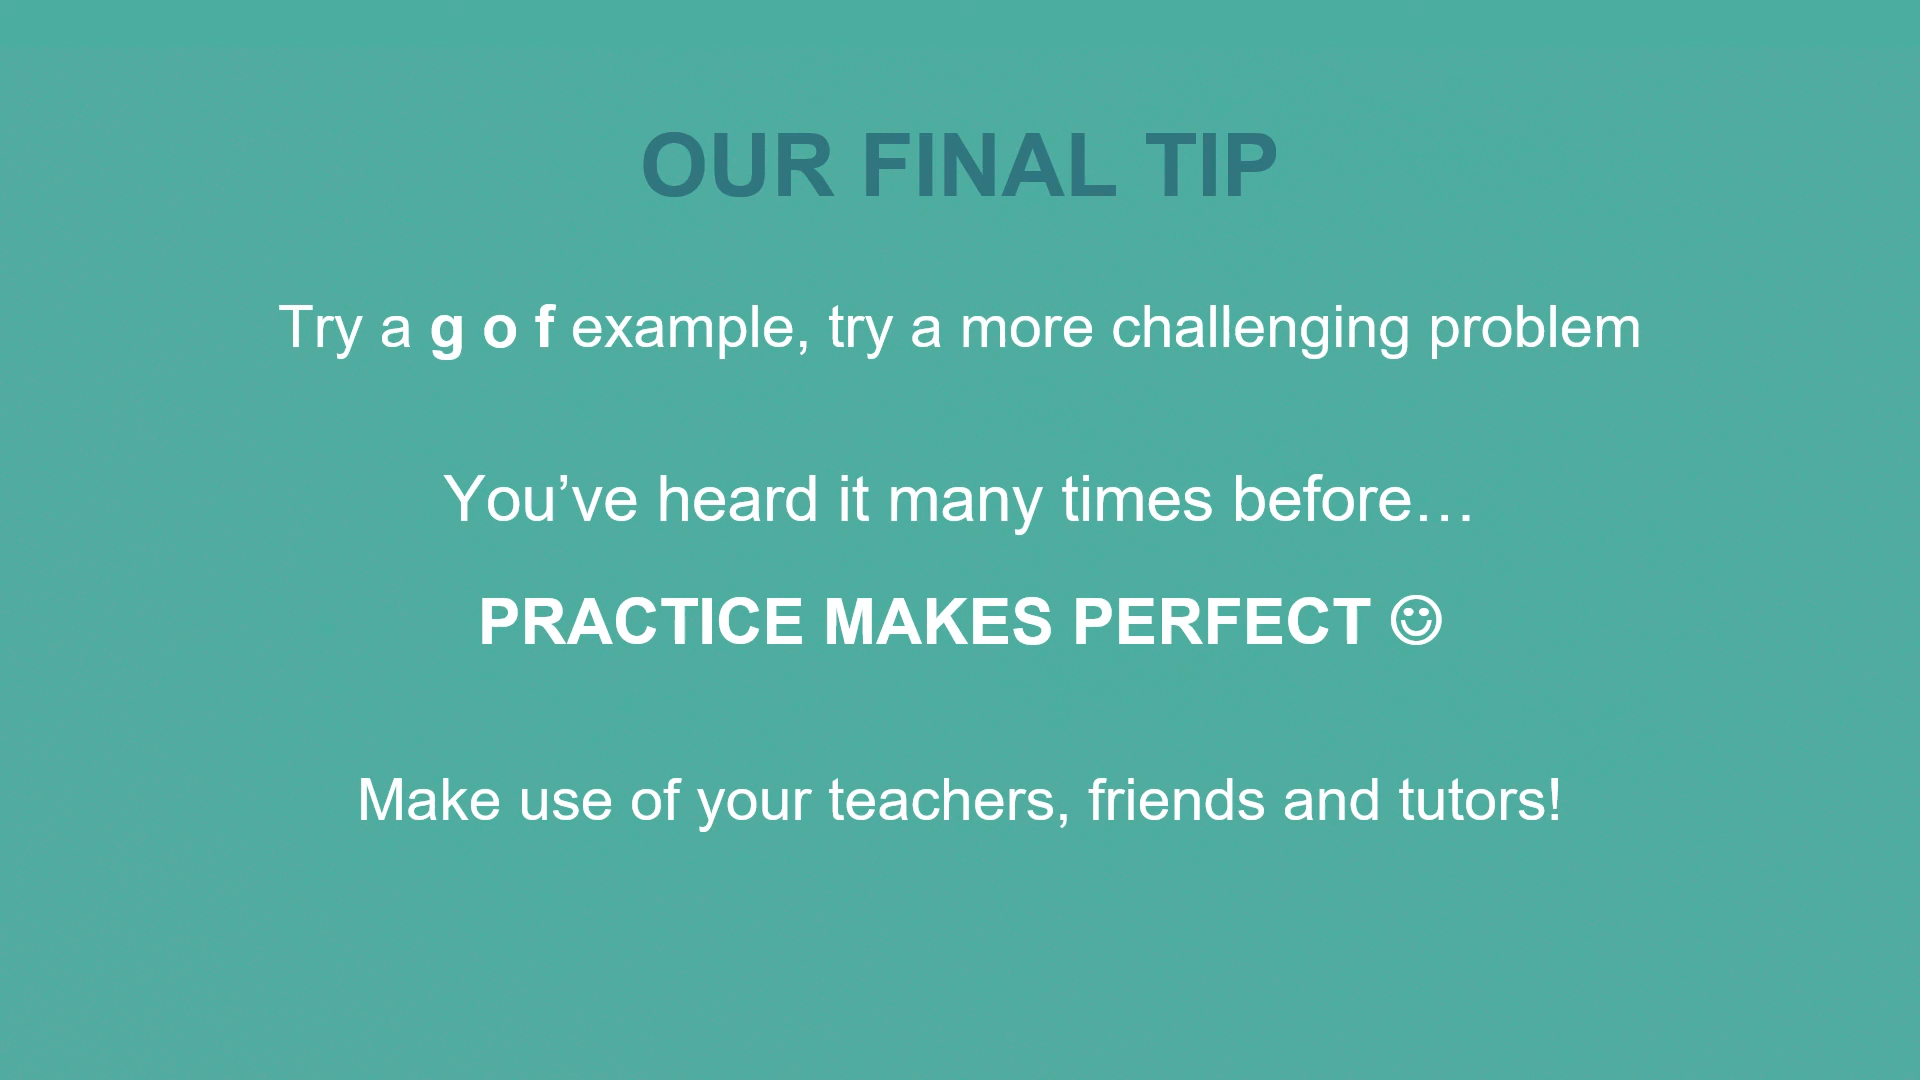 OUR FINAL TIP
Try a g o f example, try a more challenging problem
You’ve heard it many times before…
PRACTICE MAKES PERFECT ☺
Make use of your teachers, friends and tutors!